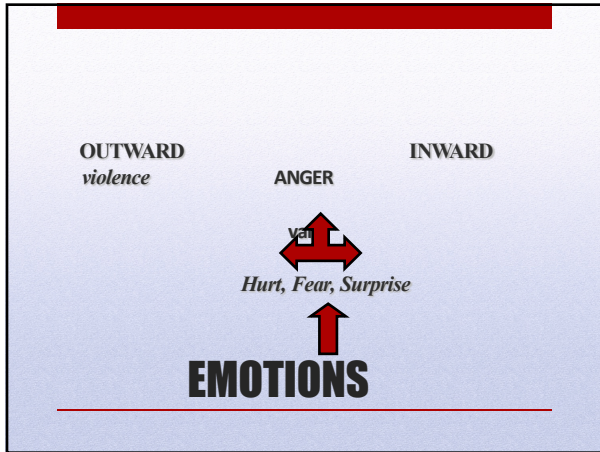 OUTWARD INWARD
violence ANGER
Hurt, Fear, Surprise
EMOTIONS